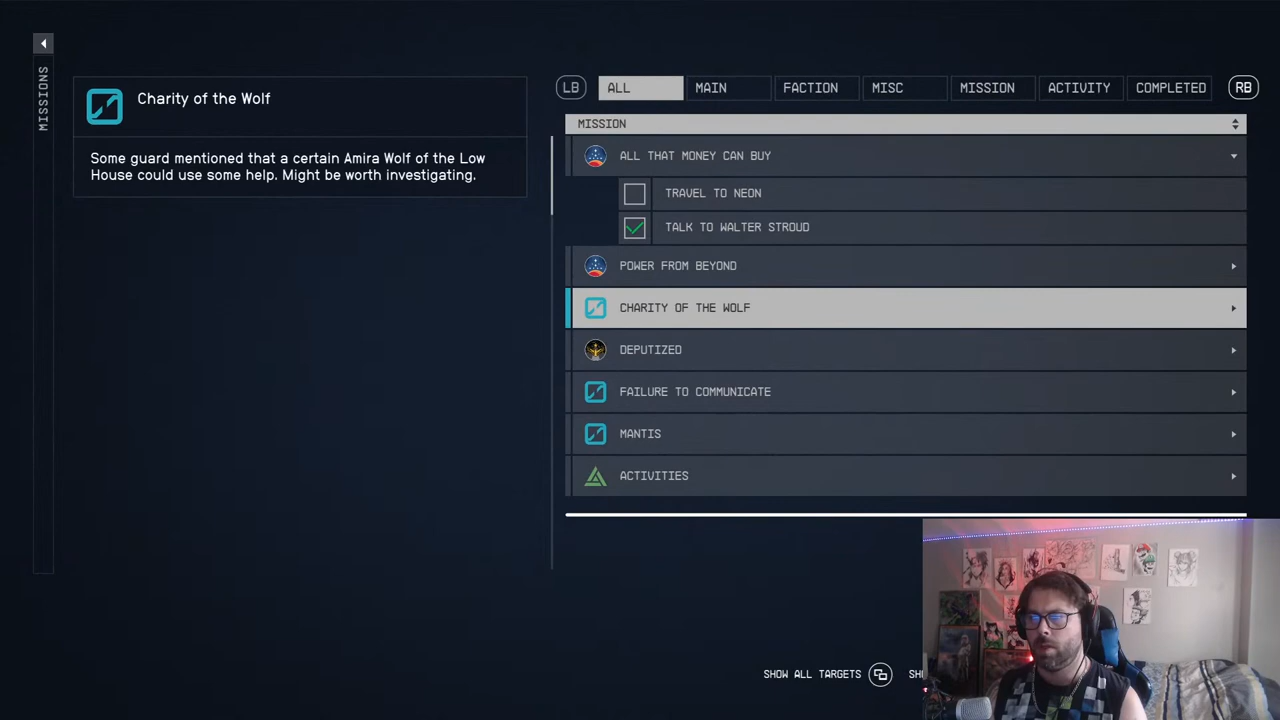 MISSIONS
Charity of the Wolf
Some guard mentioned that a certain Amira Wolf of the Low
House could use some help. Might be worth investigating.
LB ALL MAIN FACTION MISC MISSION ACTIVITY COMPLETED RB
MISSION
ALL THAT MONEY CAN BUY
TRAVEL TO NEON
TALK TO WALTER STROUD
POWER FROM BEYOND
CHARITY OF THE WOLF
DEPUTIZED
FAILURE TO COMMUNICATE
MANTIS
ACTIVITIES
SHOW ALL TARGETS